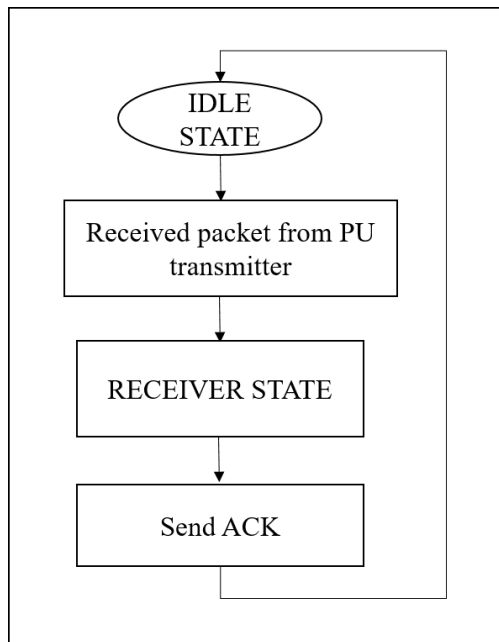 IDLE
STATE
Received packet from PU
transmitter
RECEIVER STATE
Send ACK